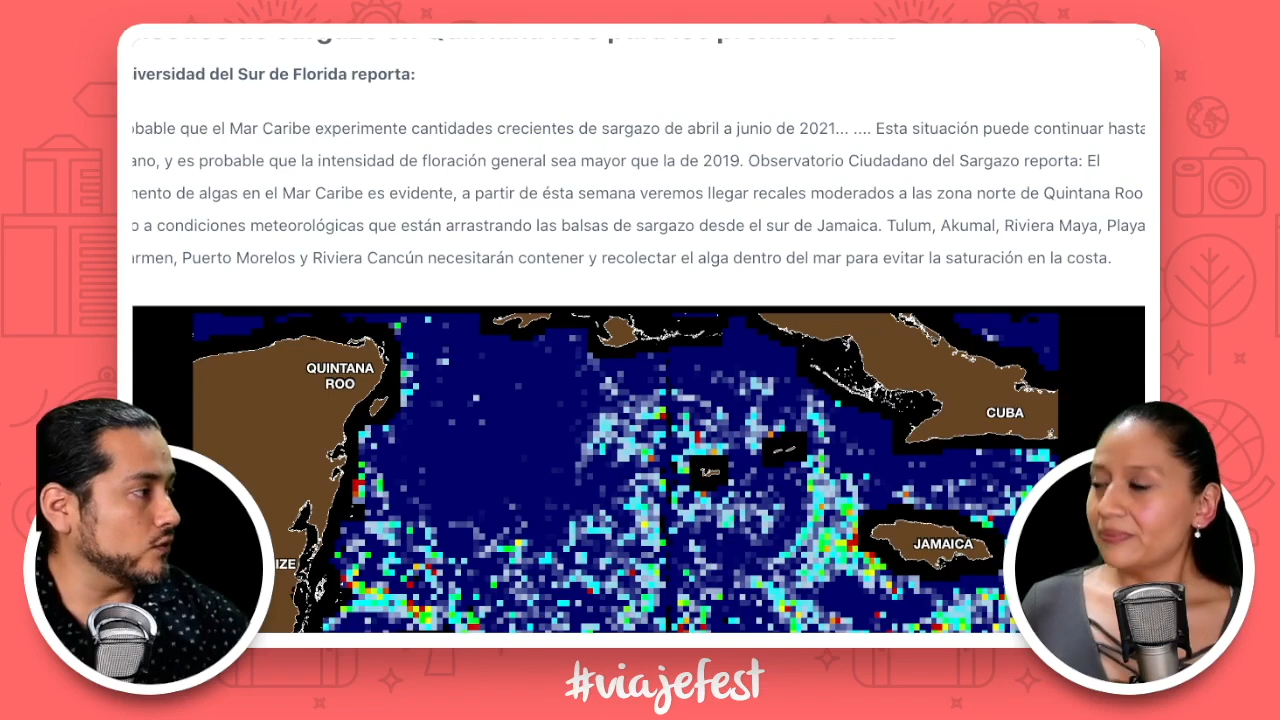 iversidad del Sur de Florida reporta:
bable que el Mar Caribe experimente cantidades crecientes de sargazo de abril a junio de 2021... .... Esta situación puede continuar hasta
ano, y es probable que la intensidad de floración general sea mayor que la de 2019. Observatorio Ciudadano del Sargazo reporta: El
ento de algas en el Mar Caribe es evidente, a partir de ésta semana veremos llegar recales moderados a las zona norte de Quintana Roo
o a condiciones meteorológicas que están arrastrando las balsas de sargazo desde el sur de Jamaica. Tulum, Akumal, Riviera Maya, Playa
rmen, Puerto Morelos y Riviera Cancún necesitarán contener y recolectar el alga dentro del mar para evitar la saturación en la costa.
QUINTANA
ROO
CUBA
JAMAICA
IZE
#viajefest